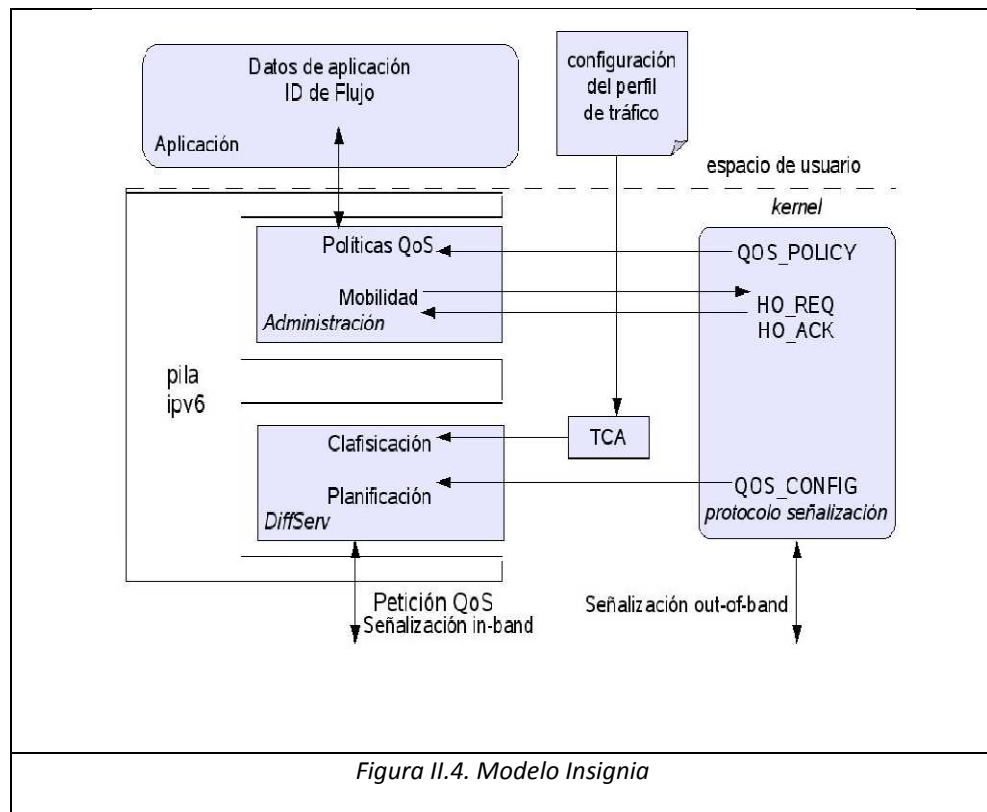 Datos de aplicación
ID de Flujo
Aplicación
configuración
del perfil
de tráfico
espacio de usuario
kernel
Políticas QoS
Mobilidad
Administración
QOS_POLICY
HO_REQ
HO_ACK
pila
ipv6
Clafisicación
Planificación
DiffServ
TCA
QOS_CONFIG
protocolo señalización
Petición QoS
Señalización in-band
Señalización out-of-band
Figura II.4. Modelo Insignia